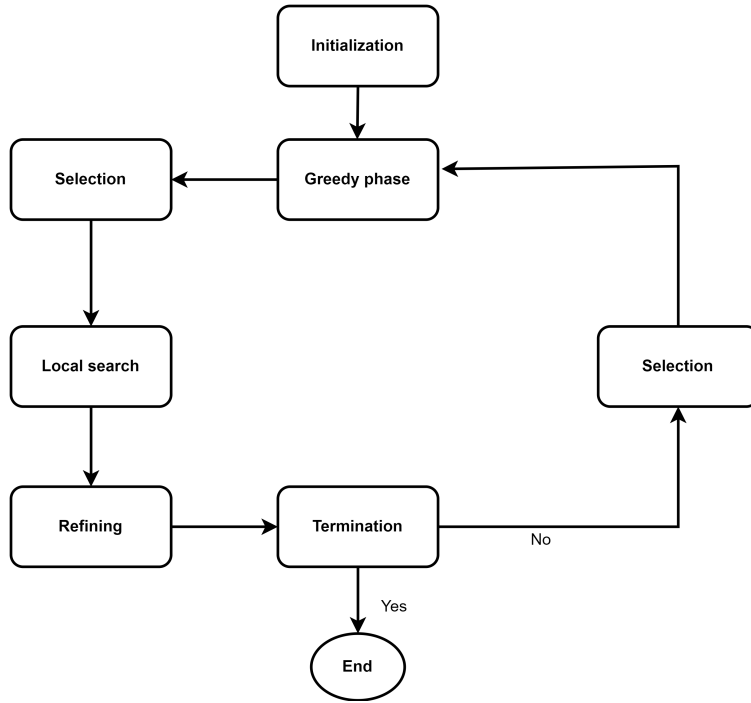 Initialization
Selection
Greedy phase
Local search
Selection
Refining
Termination
No
Yes
End